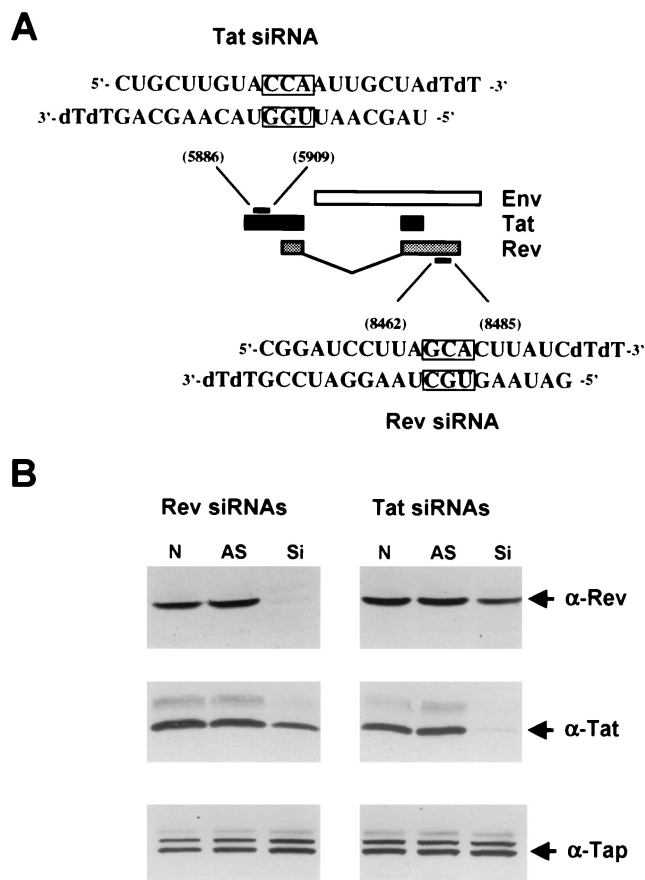 A
Tat siRNA
5'- CUGCUUGUACCAAUUGCUAdTdT -3'
3'- dTdTGACGAACAUGGUUAACGAU -5'
(5886) (5909)
Env
Tat
Rev
(8462) (8485)
5'- CGGAUCCUUAGCACUUAUCdTdT-3'
3'-dTdTGCCUAGGAAUCGUGAAUAG -5'
Rev siRNA
B
Rev siRNAs Tat siRNAs
N AS Si N AS Si
α-Rev
α-Tat
α-Tap